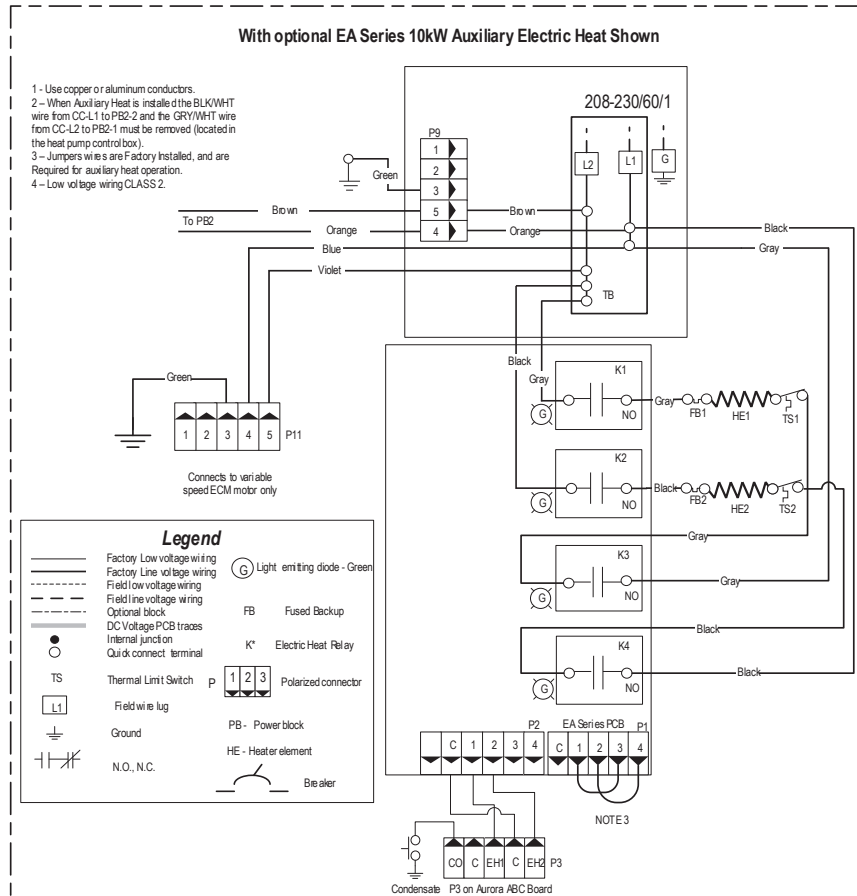 With optional EA Series 10kW Auxiliary Electric Heat Shown
1 - Use copper or aluminum conductors.
2 – When Auxiliary Heat is installed the BLK/WHT
wire from CC-L1 to PB2-2 and the GRY/WHT wire
from CC-L2 to PB2-1 must be removed (located in
the heat pump control box).
3 – Jumpers wires are Factory Installed, and are
Required for auxiliary heat operation.
4 – Low voltage wiring CLASS 2.
208-230/60/1
P9
1
2
3
5
4
L2
L1
G
Green
To PB2
Brown
Brown
Orange
Orange
Black
Blue
Gray
Violet
TB
Black
Gray
Green
1 2 3 4 5
P11
Connects to variable
speed ECM motor only
K1
G
NO
Gray
FB1
HE1
TS1
K2
G
NO
Black
FB2
HE2
TS2
Gray
K3
G
NO
Gray
Black
K4
G
NO
Black
Legend
Factory Low voltage wiring
Factory Line voltage wiring
Field low voltage wiring
Field line voltage wiring
Optional block
DC Voltage PCB traces
Internal junction
Quick connect terminal
TS Thermal Limit Switch
L1 Field wire lug
Ground
N.O., N.C.
G Light emitting diode - Green
FB Fused Backup
K* Electric Heat Relay
P 1 2 3 Polarized connector
PB - Power block
HE - Heater element
Breaker
P2
C 1 2 3 4
EA Series PCB
P1
C 1 2 3 4
NOTE 3
CO C EH1 C EH2 P3
Condensate
P3 on Aurora ABC Board